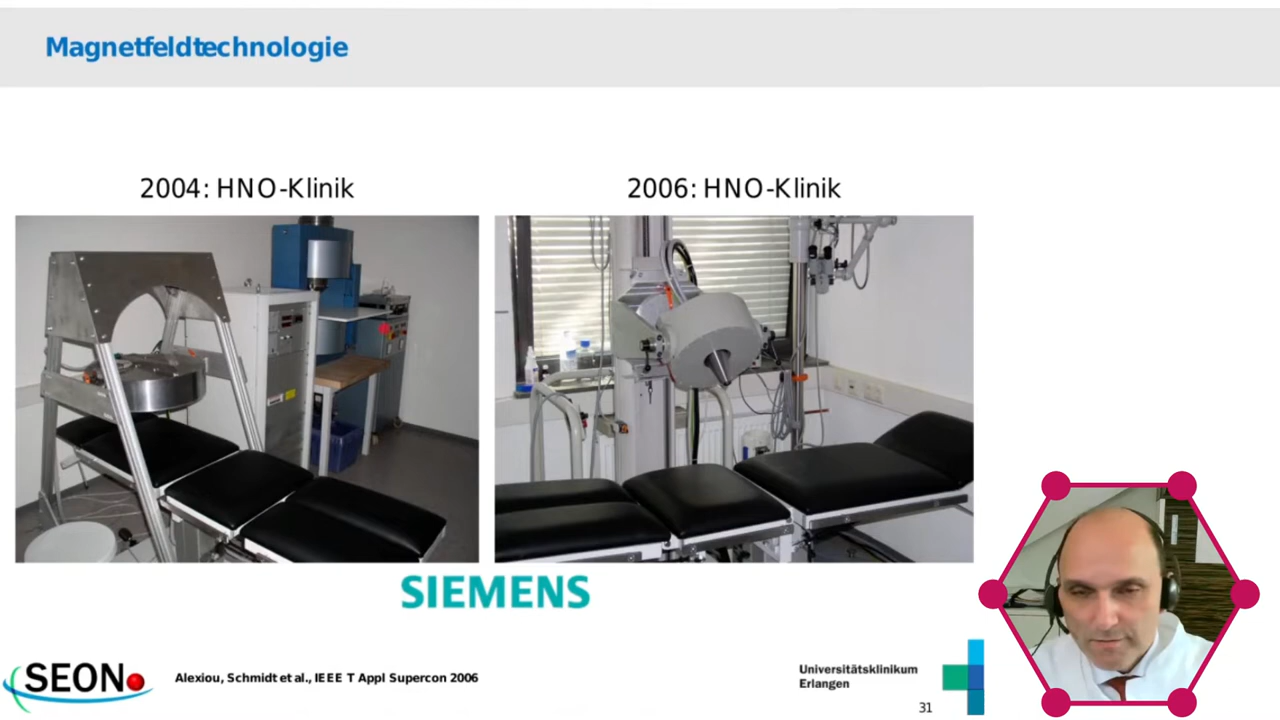 Magnetfeldtechnologie
2004: HNO-Klinik
2006: HNO-Klinik
SIEMENS
SEON
Alexiou, Schmidt et al., IEEE T Appl Supercon 2006
Universitätsklinikum
Erlangen
31